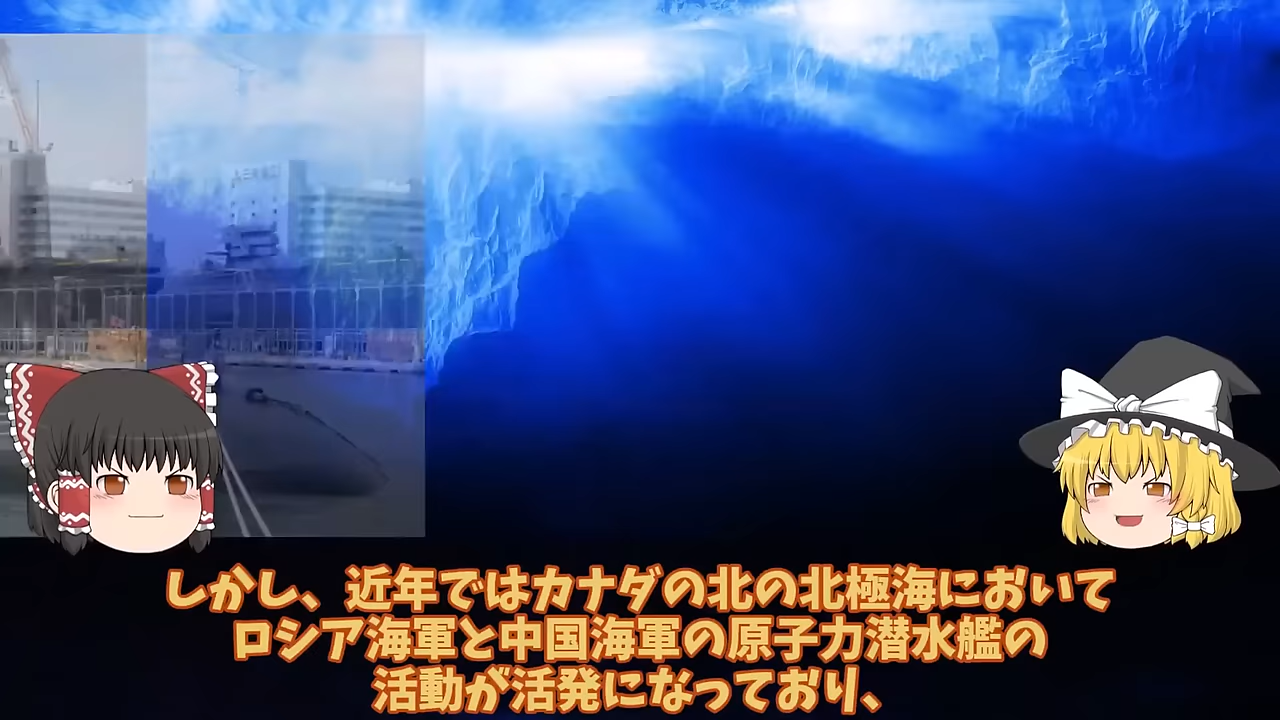 しかし、近年ではカナダの北の北極海において
ロシア海軍と中国海軍の原子力潜水艦の
活動が活発になっており、